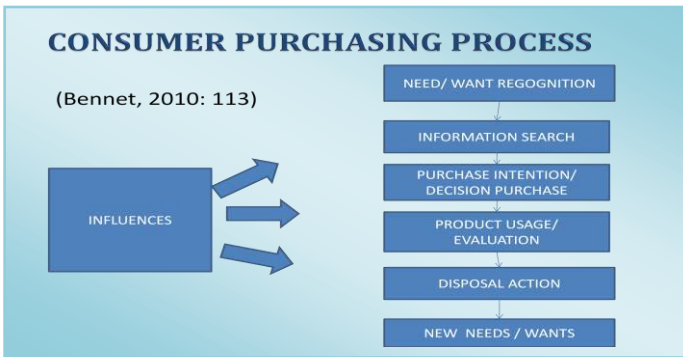 CONSUMER PURCHASING PROCESS
(Bennet, 2010: 113)
INFLUENCES
NEED/ WANT REGOGNITION
INFORMATION SEARCH
PURCHASE INTENTION/
DECISION PURCHASE
PRODUCT USAGE/
EVALUATION
DISPOSAL ACTION
NEW NEEDS / WANTS